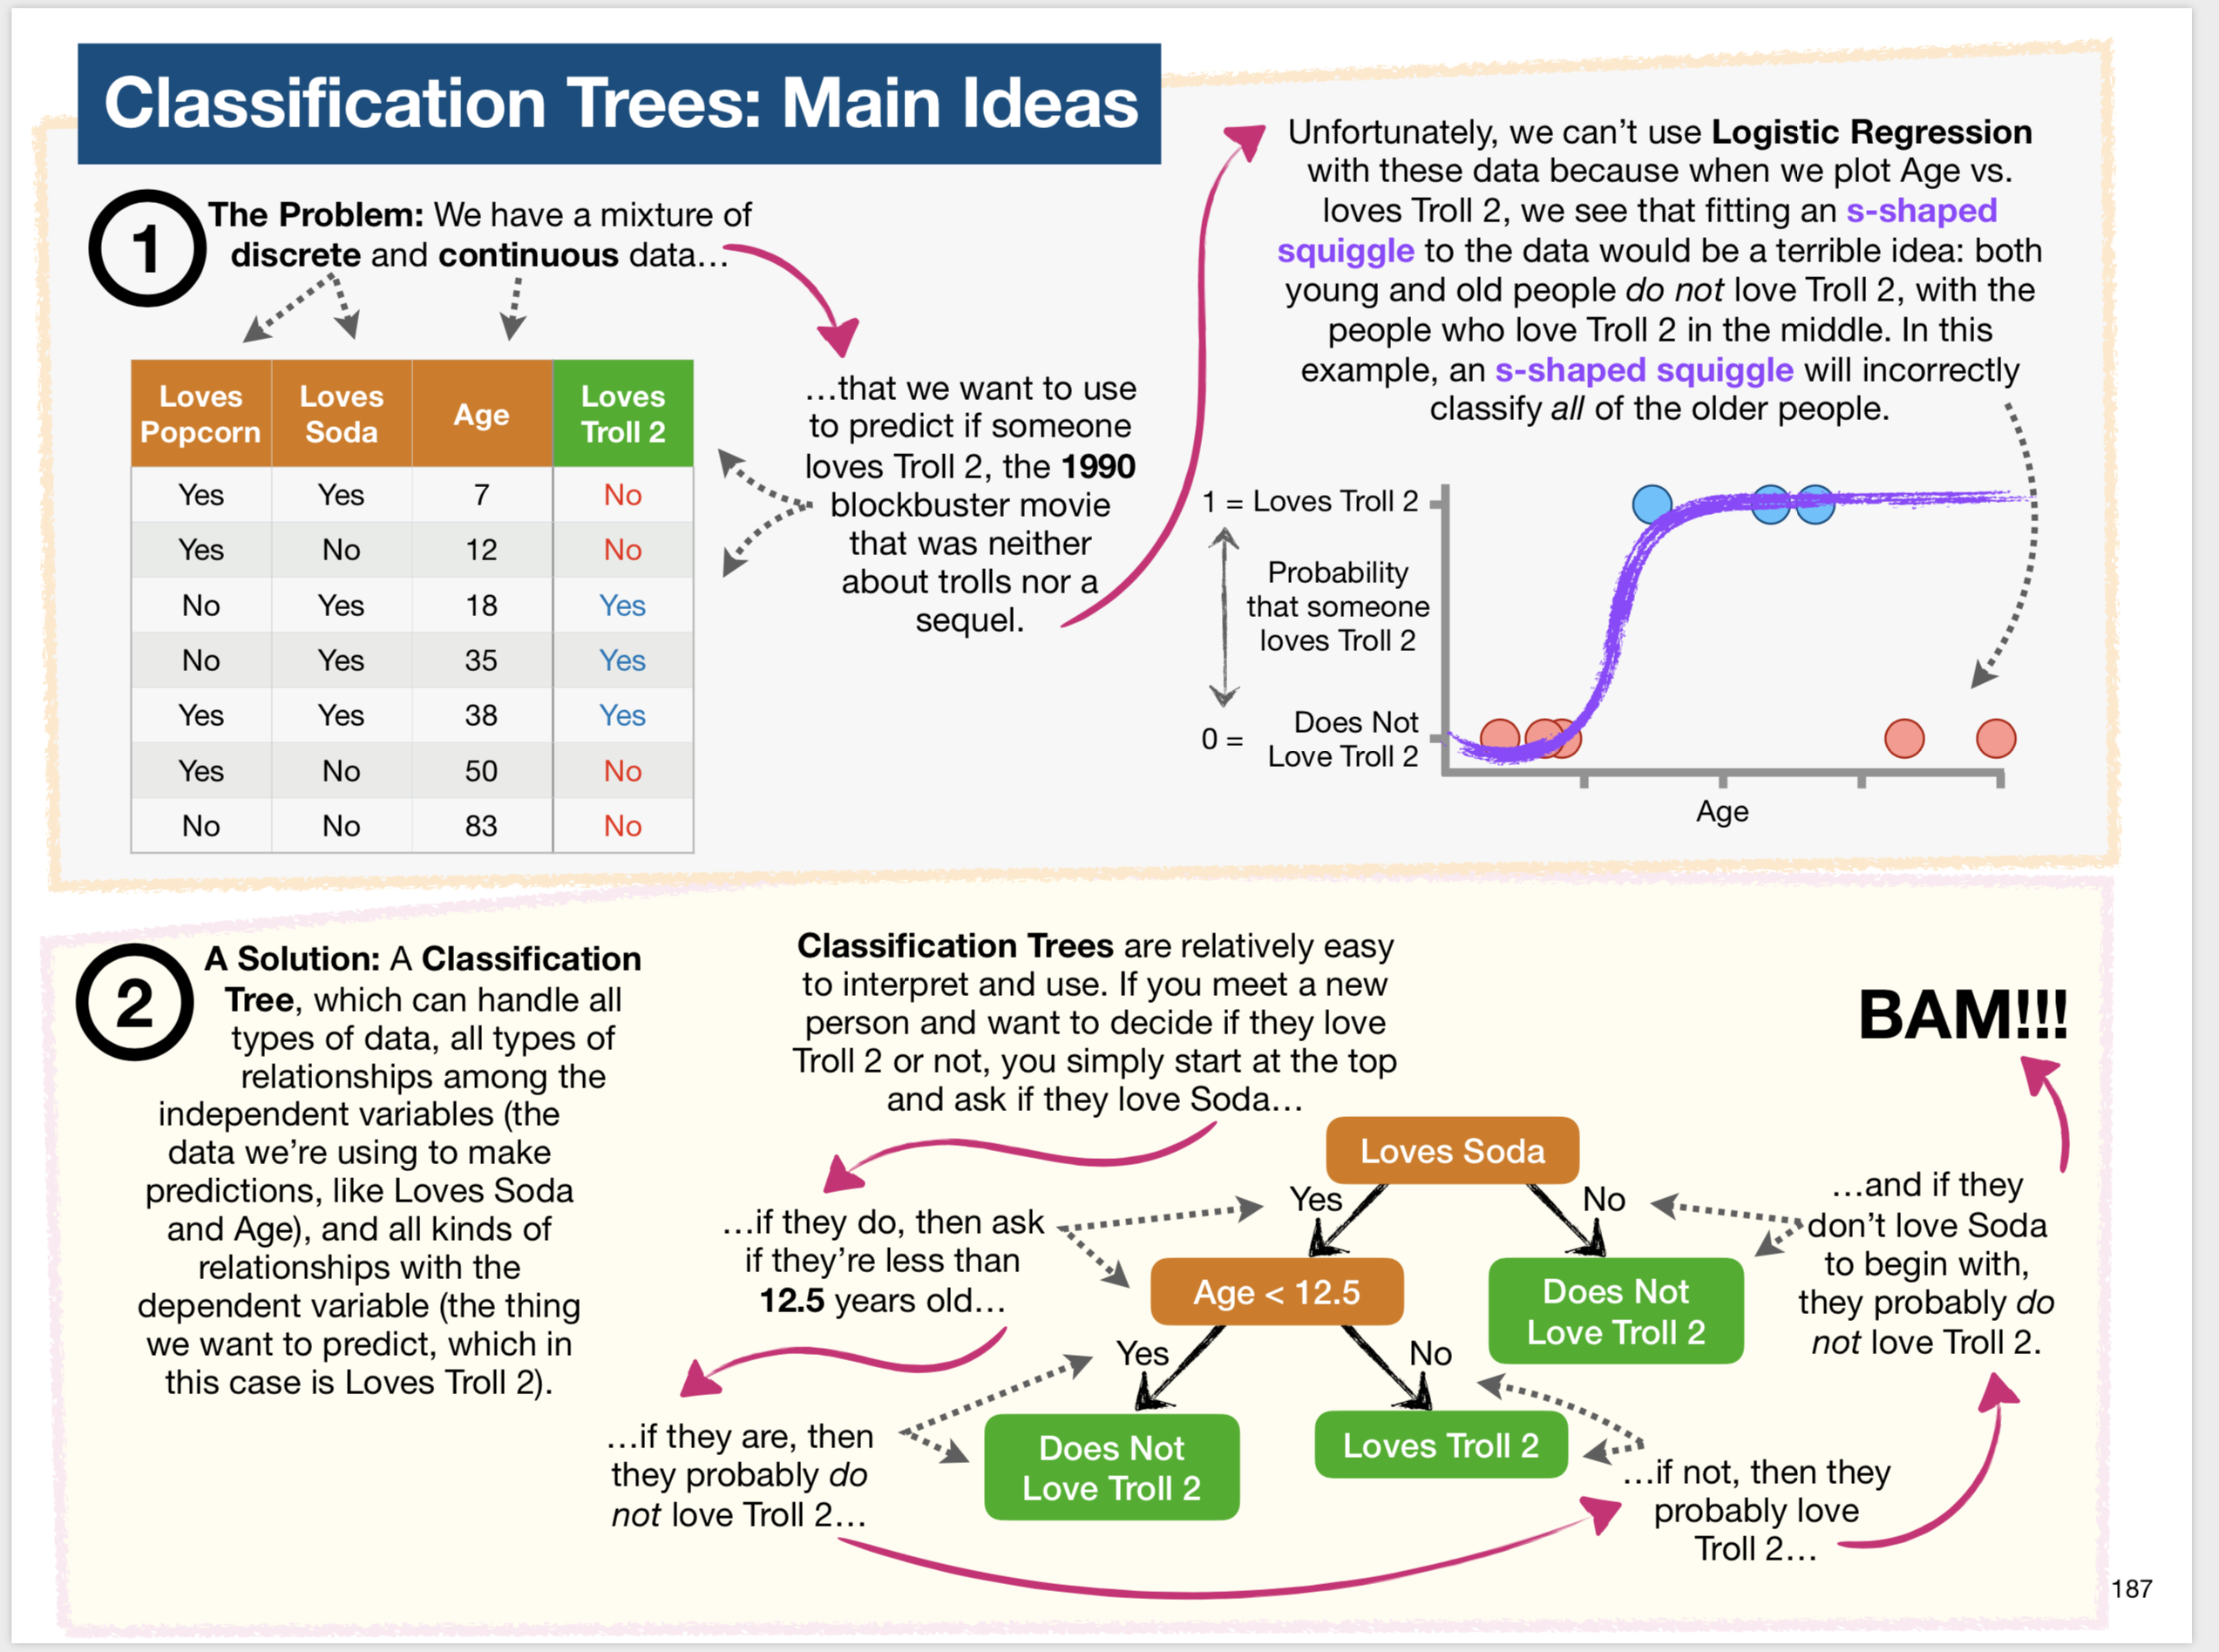 Classification Trees: Main Ideas
1
The Problem: We have a mixture of
discrete and continuous data…
Loves Popcorn Loves Soda Age Loves Troll 2
Yes Yes 7 No
Yes No 12 No
No Yes 18 Yes
No Yes 35 Yes
Yes Yes 38 Yes
Yes No 50 No
No No 83 No
…that we want to use
to predict if someone
loves Troll 2, the 1990
blockbuster movie
that was neither
about trolls nor a
sequel.
Unfortunately, we can’t use Logistic Regression
with these data because when we plot Age vs.
loves Troll 2, we see that fitting an s-shaped
squiggle to the data would be a terrible idea: both
young and old people do not love Troll 2, with the
people who love Troll 2 in the middle. In this
example, an s-shaped squiggle will incorrectly
classify all of the older people.
1 = Loves Troll 2
Probability
that someone
loves Troll 2
0 = Does Not
Love Troll 2
Age
2
A Solution: A Classification
Tree, which can handle all
types of data, all types of
relationships among the
independent variables (the
data we’re using to make
predictions, like Loves Soda
and Age), and all kinds of
relationships with the
dependent variable (the thing
we want to predict, which in
this case is Loves Troll 2).
Classification Trees are relatively easy
to interpret and use. If you meet a new
person and want to decide if they love
Troll 2 or not, you simply start at the top
and ask if they love Soda…
…if they do, then ask
if they’re less than
12.5 years old…
…if they are, then
they probably do
not love Troll 2…
Loves Soda
Yes No
Age < 12.5
Does Not
Love Troll 2
Yes No
Does Not
Love Troll 2
Loves Troll 2
…if not, then they
probably love
Troll 2…
…and if they
don’t love Soda
to begin with,
they probably do
not love Troll 2.
BAM!!!
187